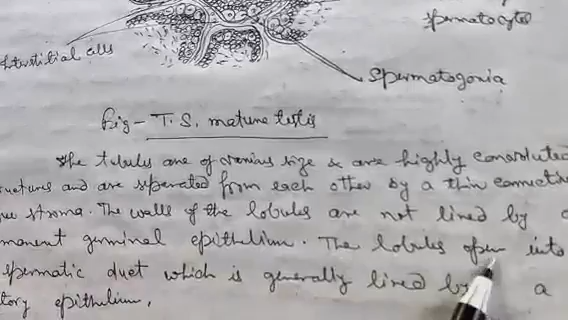 Spermatocytes
Interstitial cells
Spermatogonia
Fig - T. S. mature testis
The tubules are of various size & are highly convoluted
and are seperated from each other by a thin connective
stroma. The walls of the lobules are not lined by a
germinal epithelium. The lobules open into
spermatic duct which is generally lined by a
epithelium.